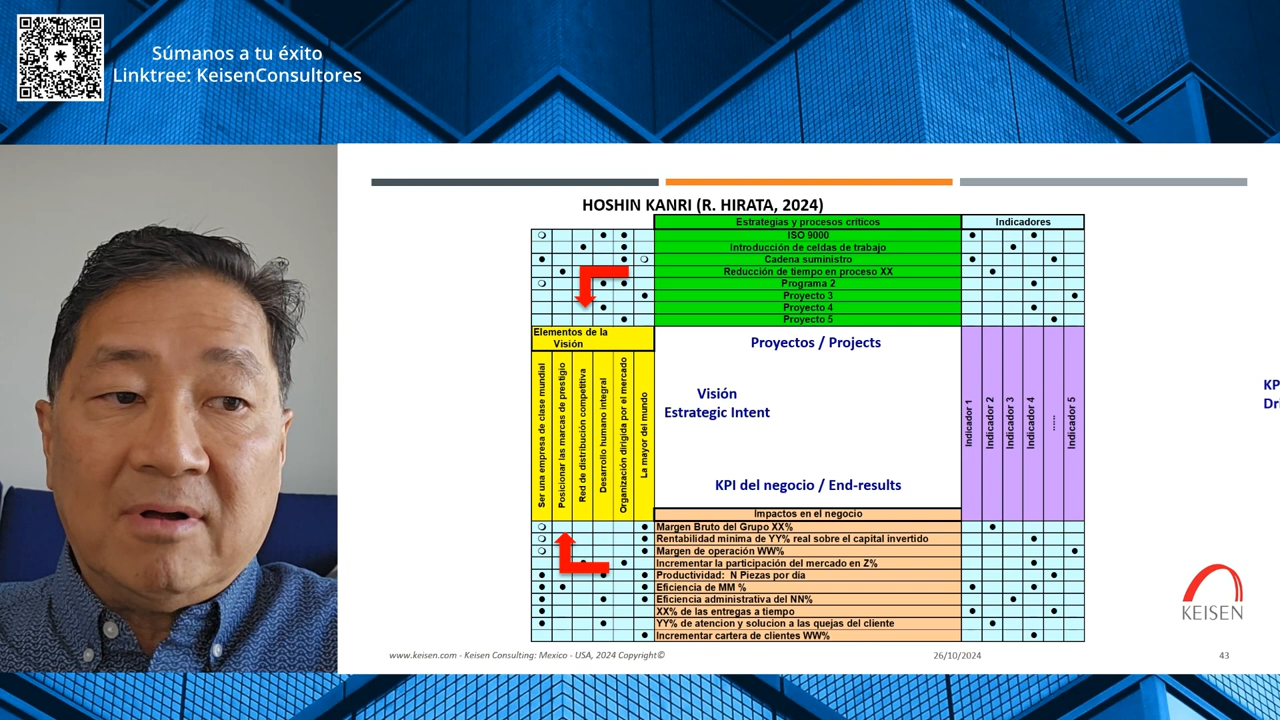 Súmanos a tu éxito
Linktree: KeisenConsultores
HOSHIN KANRI (R. HIRATA, 2024)
Estrategias y procesos críticos
Indicadores
ISO 9000
Introducción de celdas de trabajo
Cadena suministro
Reducción de tiempo en proceso XX
Programa 2
Proyecto 3
Proyecto 4
Proyecto 5
Elementos de la
Visión
Ser una empresa de clase mundial
Posicionar las marcas de prestigio
Red de distribución competitiva
Desarrollo humano integral
Organización dirigida por el mercado
La mayor del mundo
Proyectos / Projects
Visión
Estrategic Intent
KPI del negocio / End-results
Indicador 1
Indicador 2
Indicador 3
Indicador 4
......
Indicador 5
KP
Dri
Impactos en el negocio
Margen Bruto del Grupo XX%
Rentabilidad minima de YY% real sobre el capital invertido
Margen de operación WW%
Incrementar la participación del mercado en Z%
Productividad: N Piezas por día
Eficiencia de MM %
Eficiencia administrativa del NN%
XX% de las entregas a tiempo
YY% de atencion y solucion a las quejas del cliente
Incrementar cartera de clientes WW%
KEISEN
www.keisen.com - Keisen Consulting: Mexico - USA, 2024 Copyright©
26/10/2024
43